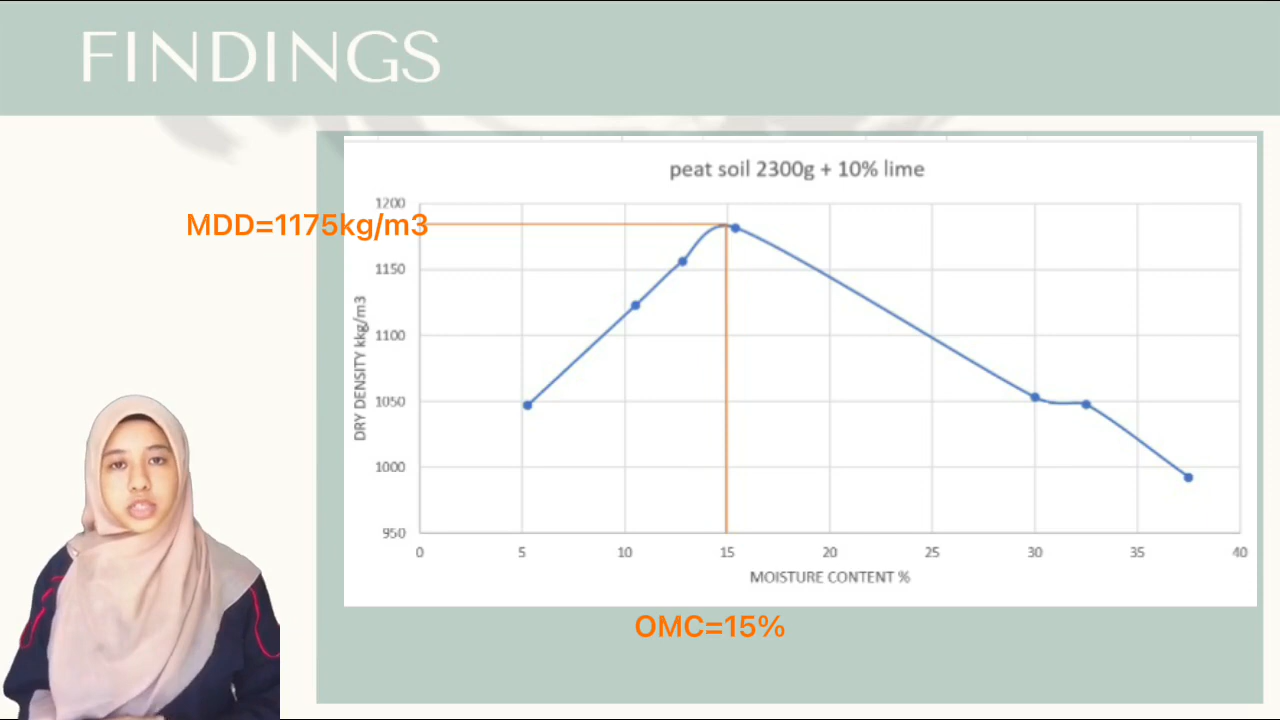 FINDINGS
peat soil 2300g + 10% lime
MDD=1175kg/m3
1200
1150
1100
1050
1000
950
DRY DENSITY kkg/m3
0 5 10 15 20 25 30 35 40
MOISTURE CONTENT %
OMC=15%